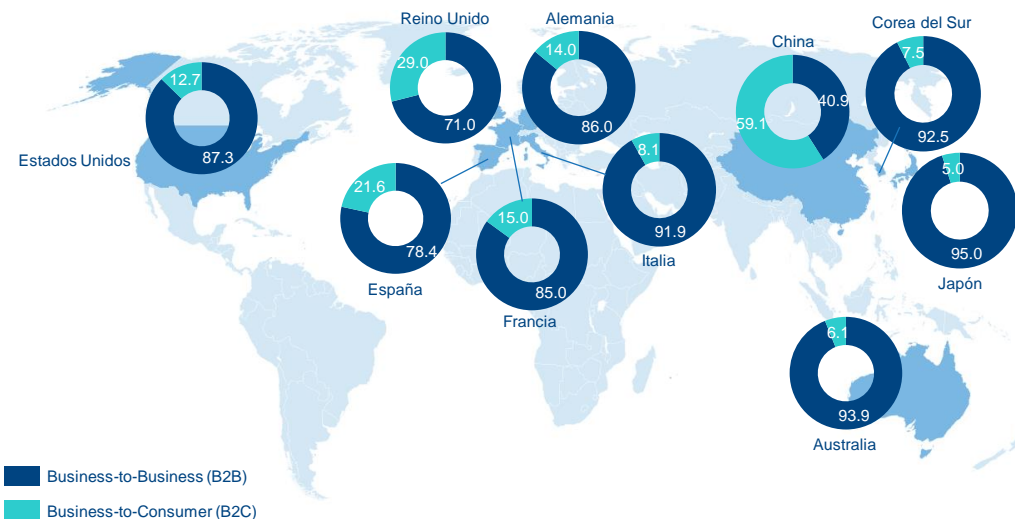 Reino Unido
29.0
71.0
Alemania
14.0
86.0
China
40.9
59.1
Corea del Sur
7.5
92.5
Estados Unidos
12.7
87.3
España
21.6
78.4
Francia
15.0
85.0
Italia
8.1
91.9
Japón
5.0
95.0
Australia
6.1
93.9
Business-to-Business (B2B)
Business-to-Consumer (B2C)